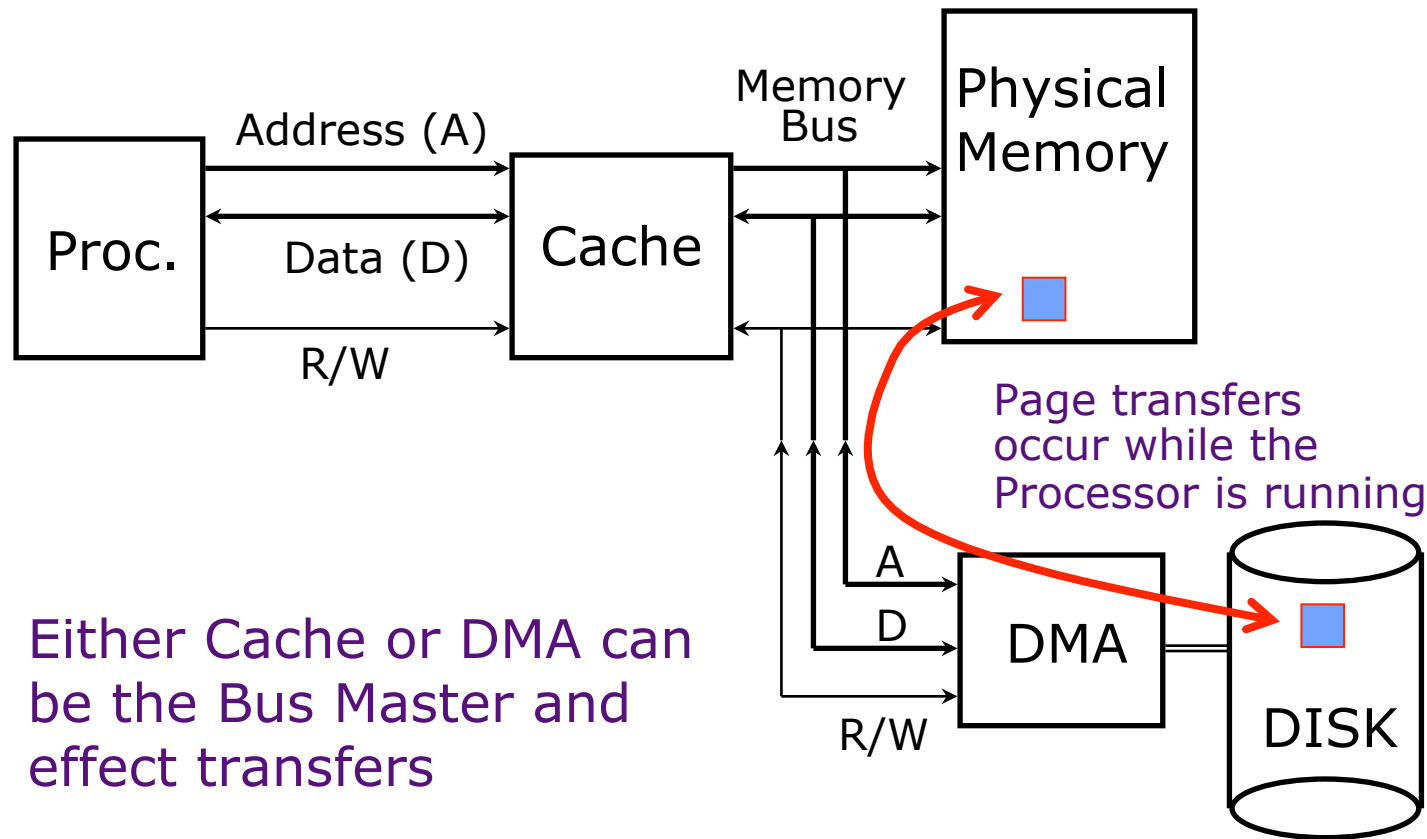 Memory
Bus
Physical
Memory
Address (A)
Proc.
Data (D)
Cache
R/W
Page transfers
occur while the
Processor is running
A
D
DMA
R/W
DISK
Either Cache or DMA can
be the Bus Master and
effect transfers